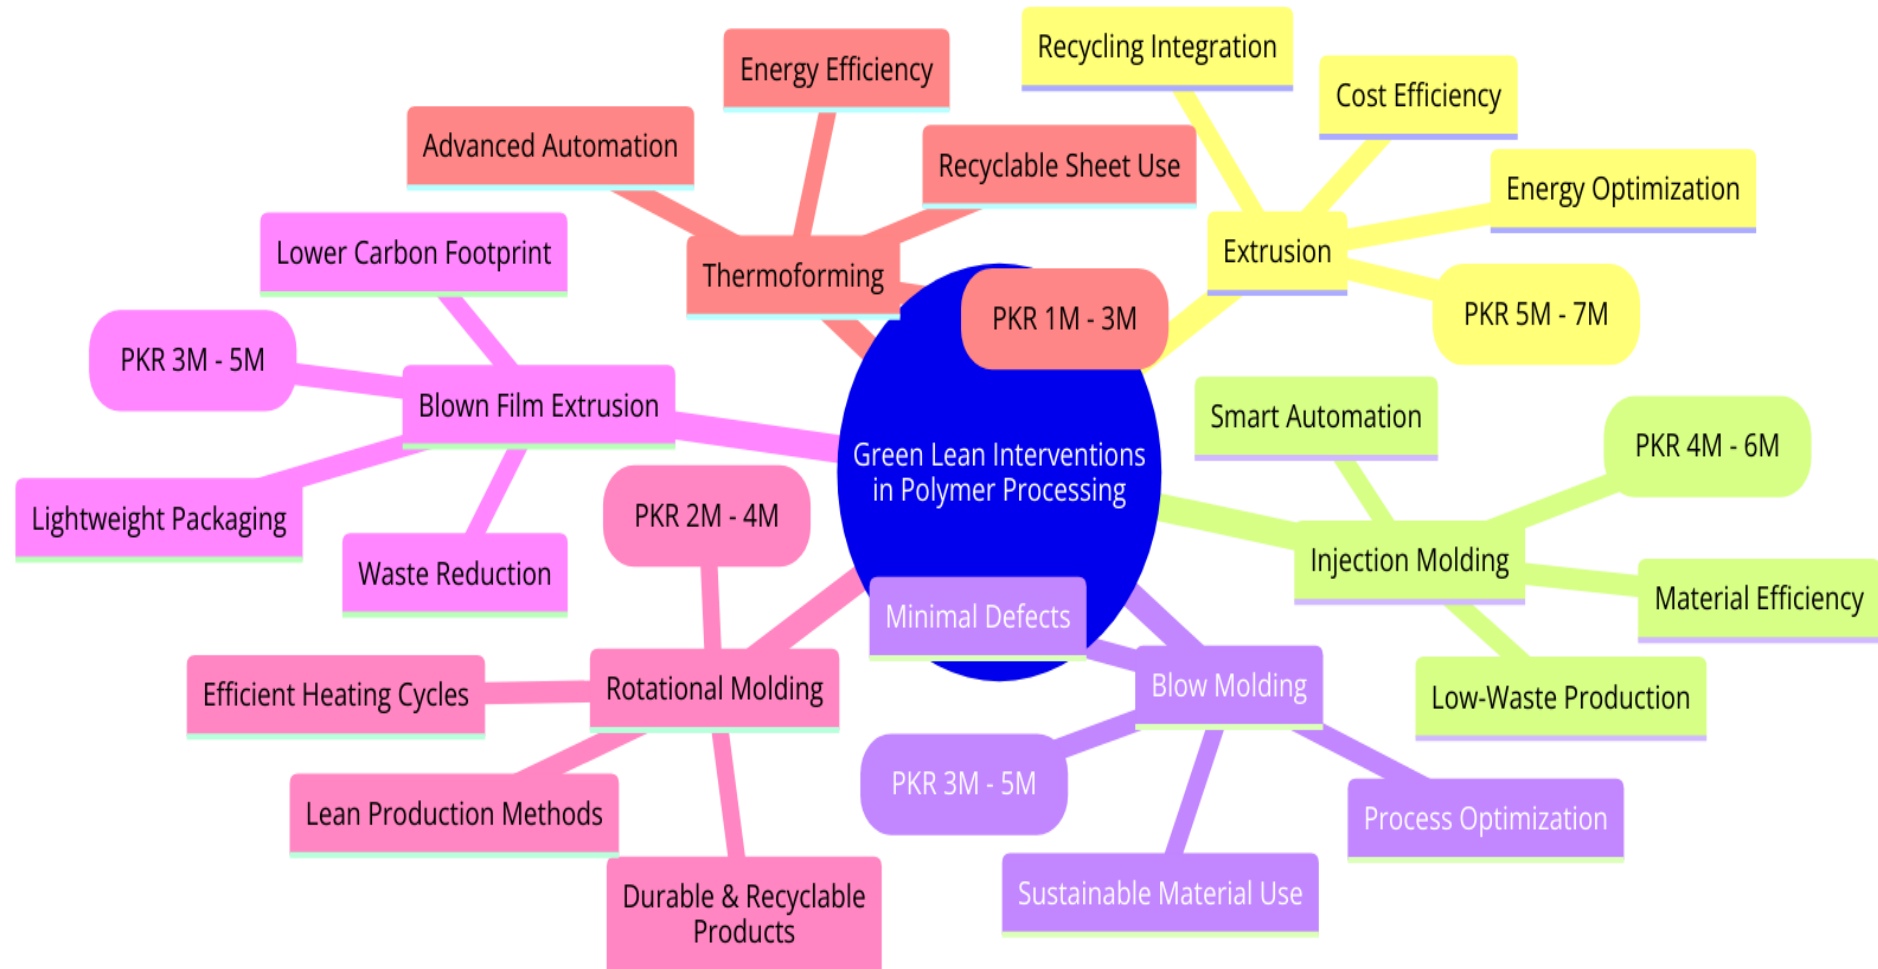 Recycling Integration
Energy Efficiency
Cost Efficiency
Advanced Automation
Recyclable Sheet Use
Energy Optimization
Lower Carbon Footprint
Thermoforming
Extrusion
PKR 1M - 3M
PKR 5M - 7M
PKR 3M - 5M
Blown Film Extrusion
Smart Automation
PKR 4M - 6M
Green Lean Interventions
in Polymer Processing
Lightweight Packaging
PKR 2M - 4M
Waste Reduction
Injection Molding
Material Efficiency
Minimal Defects
Efficient Heating Cycles
Rotational Molding
Blow Molding
Low-Waste Production
PKR 3M - 5M
Lean Production Methods
Process Optimization
Durable & Recyclable
Products
Sustainable Material Use